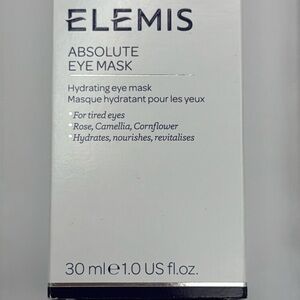 ELEMIS
ABSOLUTE
EYE MASK
Hydrating eye mask
Masque hydratant pour les yeux
*For tired eyes
*Rose, Camellia, Cornflower
*Hydrates, nourishes, revitalises
30 ml ℮ 1.0 US fl.oz.